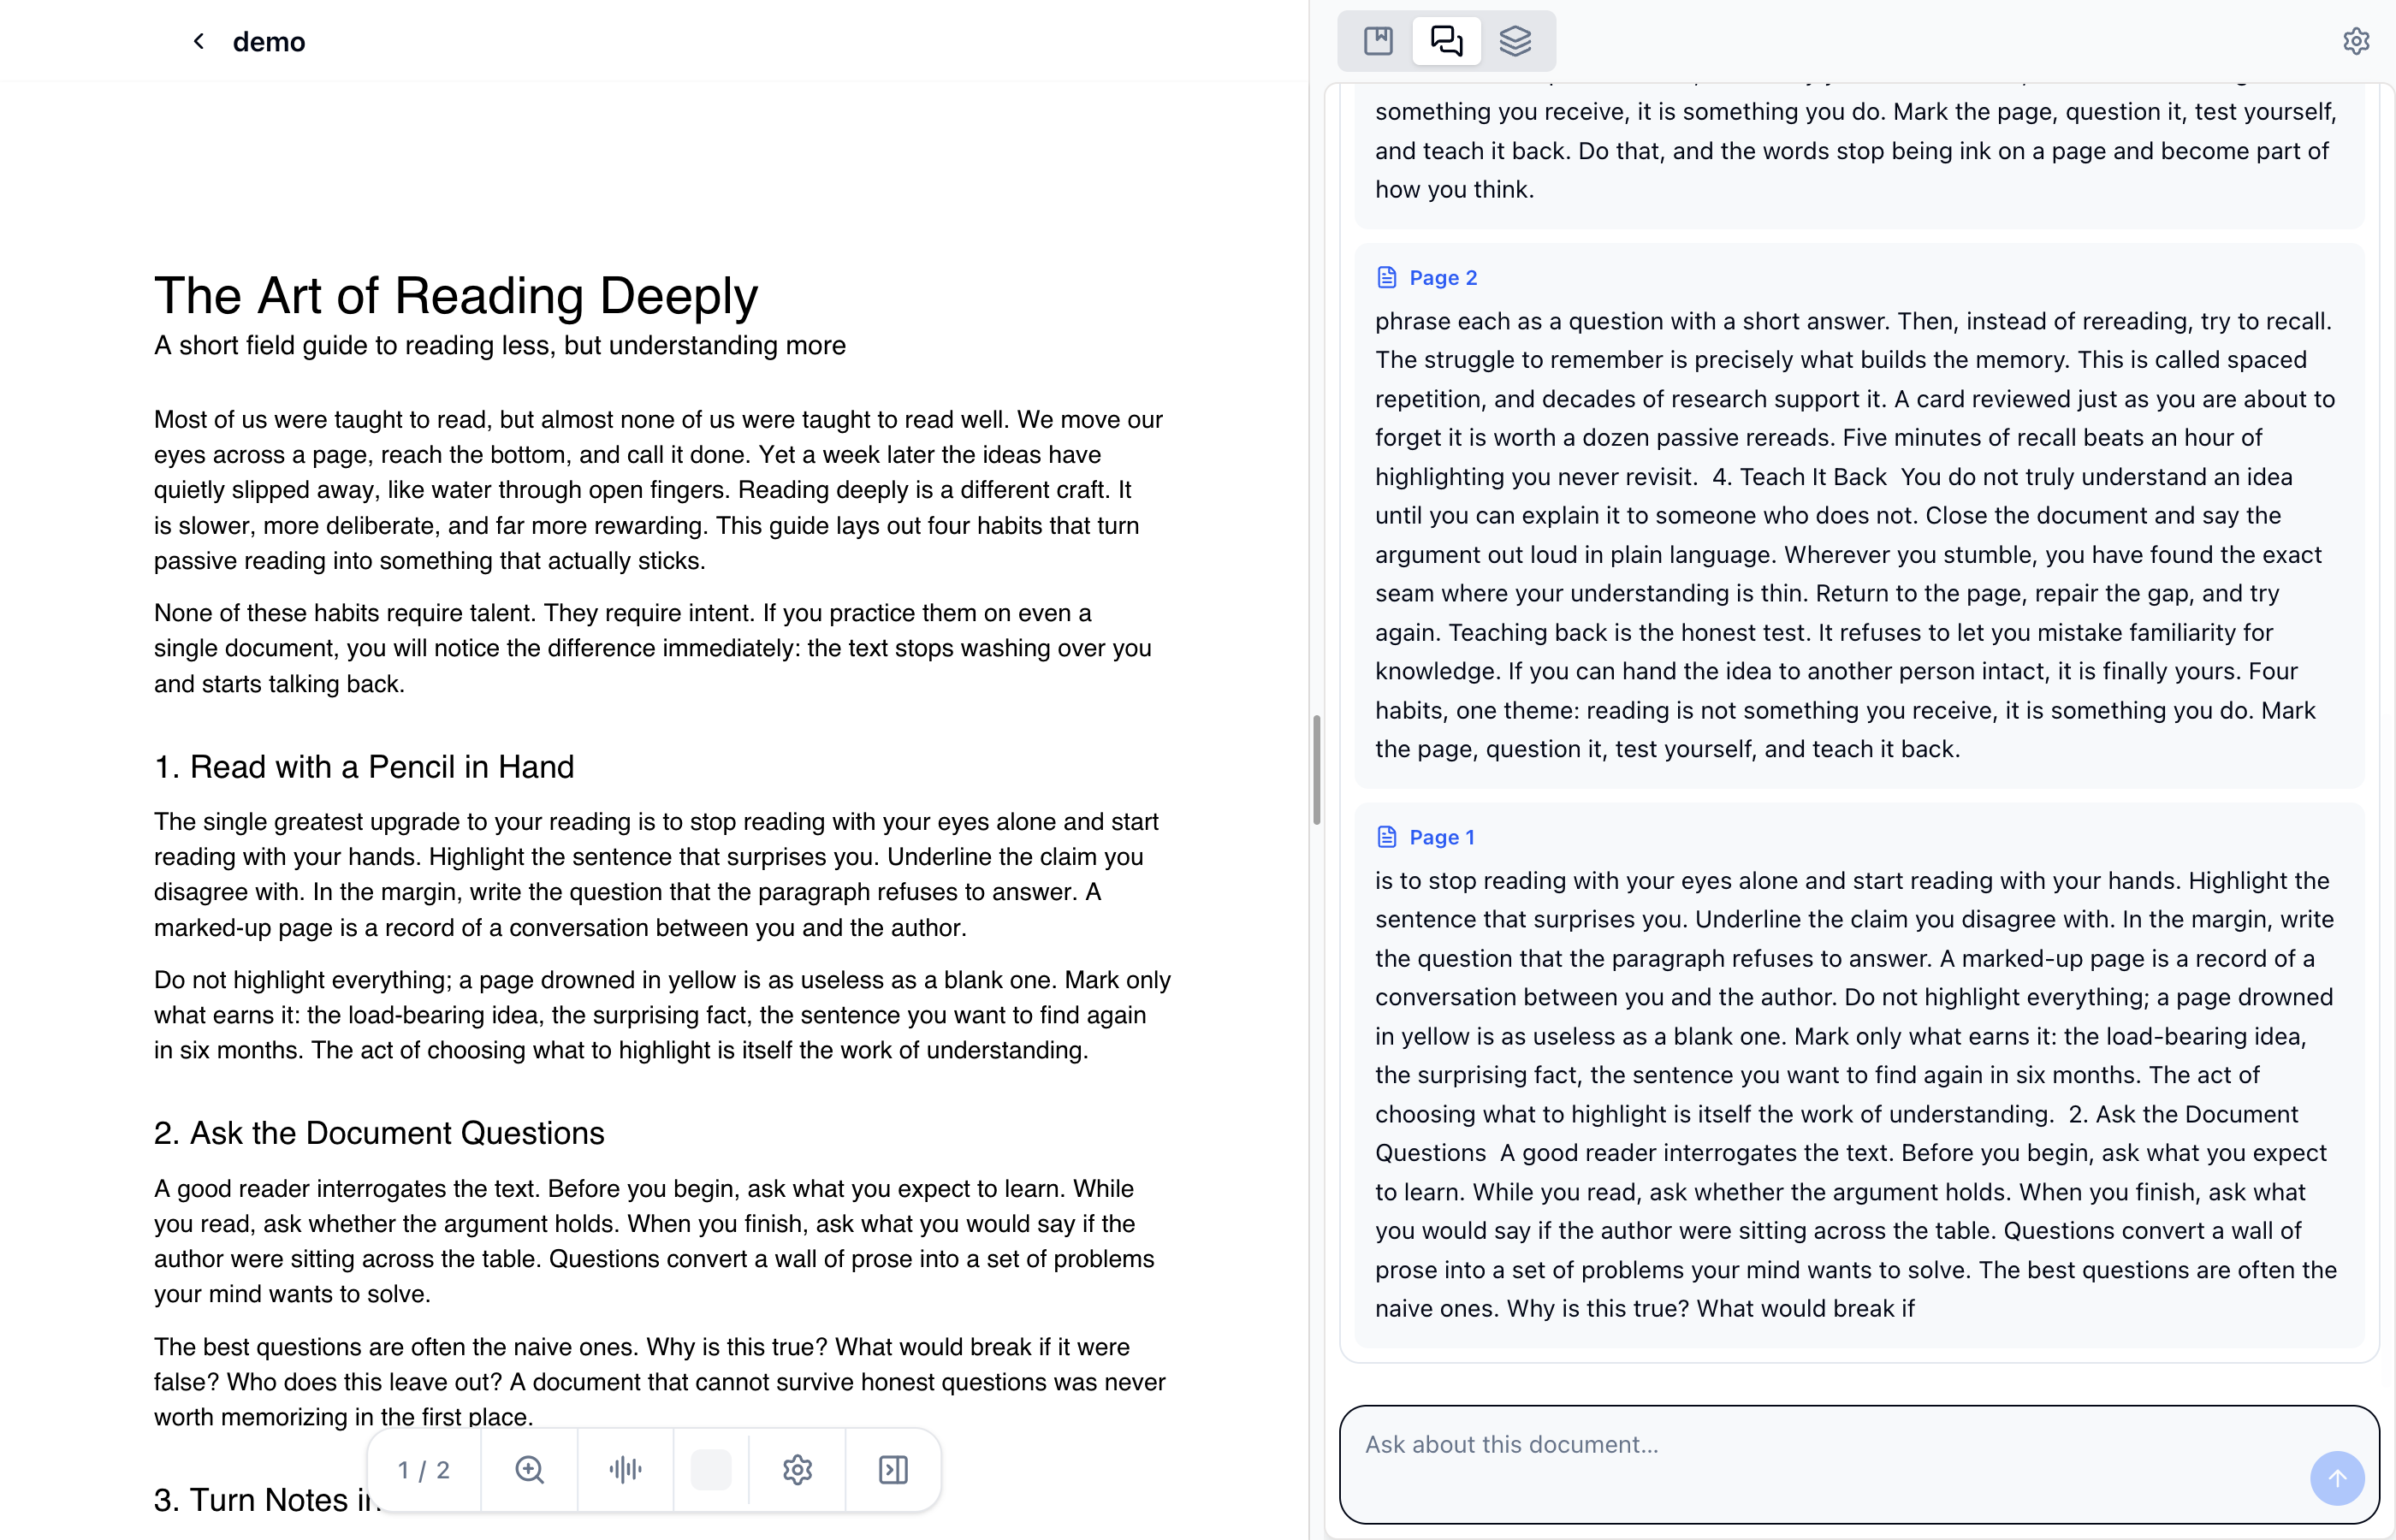 demo
The Art of Reading Deeply
A short field guide to reading less, but understanding more
Most of us were taught to read, but almost none of us were taught to read well. We move our
eyes across a page, reach the bottom, and call it done. Yet a week later the ideas have
quietly slipped away, like water through open fingers. Reading deeply is a different craft. It
is slower, more deliberate, and far more rewarding. This guide lays out four habits that turn
passive reading into something that actually sticks.
None of these habits require talent. They require intent. If you practice them on even a
single document, you will notice the difference immediately: the text stops washing over you
and starts talking back.
1. Read with a Pencil in Hand
The single greatest upgrade to your reading is to stop reading with your eyes alone and start
reading with your hands. Highlight the sentence that surprises you. Underline the claim you
disagree with. In the margin, write the question that the paragraph refuses to answer. A
marked-up page is a record of a conversation between you and the author.
Do not highlight everything; a page drowned in yellow is as useless as a blank one. Mark only
what earns it: the load-bearing idea, the surprising fact, the sentence you want to find again
in six months. The act of choosing what to highlight is itself the work of understanding.
2. Ask the Document Questions
A good reader interrogates the text. Before you begin, ask what you expect to learn. While
you read, ask whether the argument holds. When you finish, ask what you would say if the
author were sitting across the table. Questions convert a wall of prose into a set of problems
your mind wants to solve.
The best questions are often the naive ones. Why is this true? What would break if it were
false? Who does this leave out? A document that cannot survive honest questions was never
worth memorizing in the first place.
3. Turn Notes
1 / 2
something you receive, it is something you do. Mark the page, question it, test yourself,
and teach it back. Do that, and the words stop being ink on a page and become part of
how you think.
Page 2
phrase each as a question with a short answer. Then, instead of rereading, try to recall.
The struggle to remember is precisely what builds the memory. This is called spaced
repetition, and decades of research support it. A card reviewed just as you are about to
forget it is worth a dozen passive rereads. Five minutes of recall beats an hour of
highlighting you never revisit.  4. Teach It Back  You do not truly understand an idea
until you can explain it to someone who does not. Close the document and say the
argument out loud in plain language. Wherever you stumble, you have found the exact
seam where your understanding is thin. Return to the page, repair the gap, and try
again. Teaching back is the honest test. It refuses to let you mistake familiarity for
knowledge. If you can hand the idea to another person intact, it is finally yours. Four
habits, one theme: reading is not something you receive, it is something you do. Mark
the page, question it, test yourself, and teach it back.
Page 1
is to stop reading with your eyes alone and start reading with your hands. Highlight the
sentence that surprises you. Underline the claim you disagree with. In the margin, write
the question that the paragraph refuses to answer. A marked-up page is a record of a
conversation between you and the author. Do not highlight everything; a page drowned
in yellow is as useless as a blank one. Mark only what earns it: the load-bearing idea,
the surprising fact, the sentence you want to find again in six months. The act of
choosing what to highlight is itself the work of understanding.  2. Ask the Document
Questions  A good reader interrogates the text. Before you begin, ask what you expect
to learn. While you read, ask whether the argument holds. When you finish, ask what
you would say if the author were sitting across the table. Questions convert a wall of
prose into a set of problems your mind wants to solve. The best questions are often the
naive ones. Why is this true? What would break if
Ask about this document...